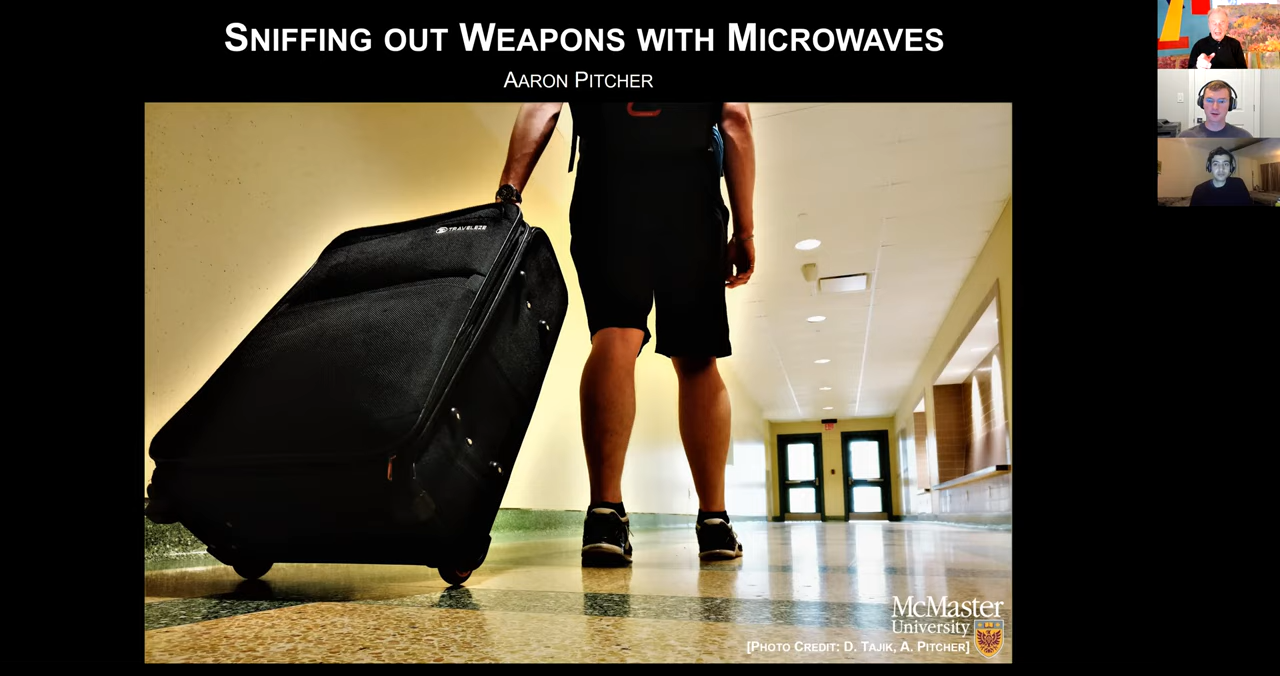 SNIFFING OUT WEAPONS WITH MICROWAVES
AARON PITCHER
TRAVELEZE
McMaster
University
[PHOTO CREDIT: D. TAJIK, A. PITCHER]